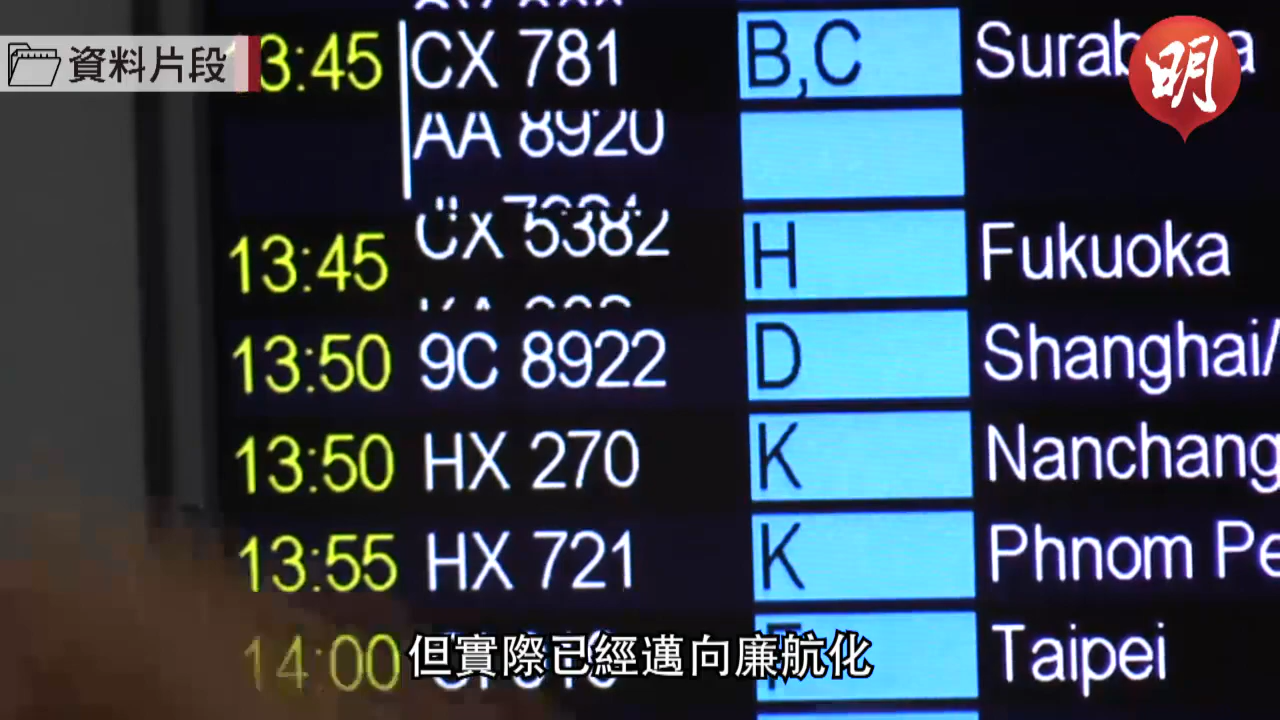 資料片段
13:45 CX 781 B,C Surab
明
AA 8920
13:45 CX 5382 H Fukuoka
13:50 9C 8922 D Shanghai/
13:50 HX 270 K Nanchang
13:55 HX 721 K Phnom Pe
14:00 Taipei
但實際已經邁向廉航化